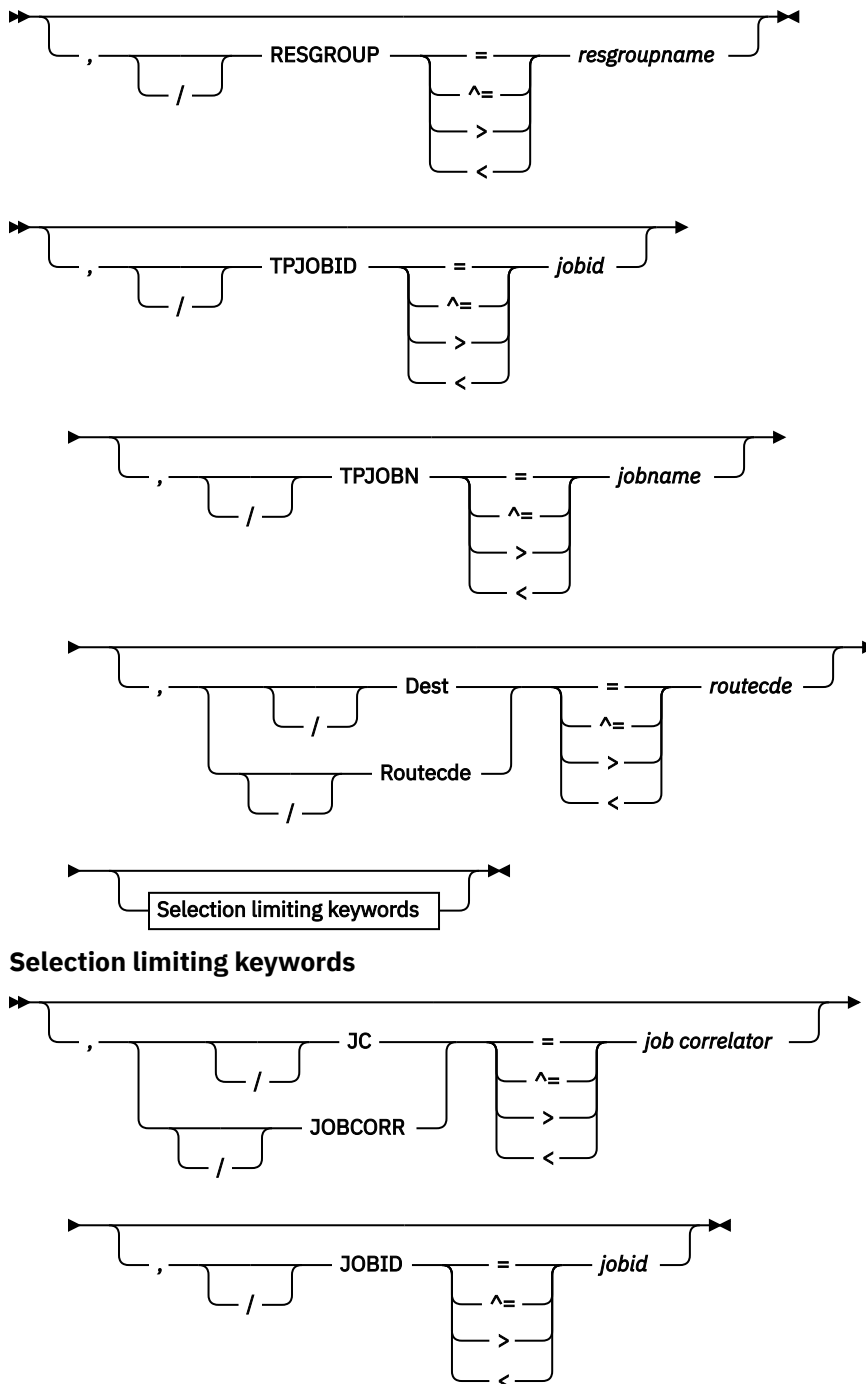 , / RESGROUP = resgroupname
^=
>
<
, / TPJOBID = jobid
^=
>
<
, / TPJOBN = jobname
^=
>
<
, / Dest = routecde
^=
/ Routecde >
<
Selection limiting keywords
Selection limiting keywords
, / JC = job correlator
^=
/ JOBCORR >
<
, / JOBID = jobid
^=
>
<